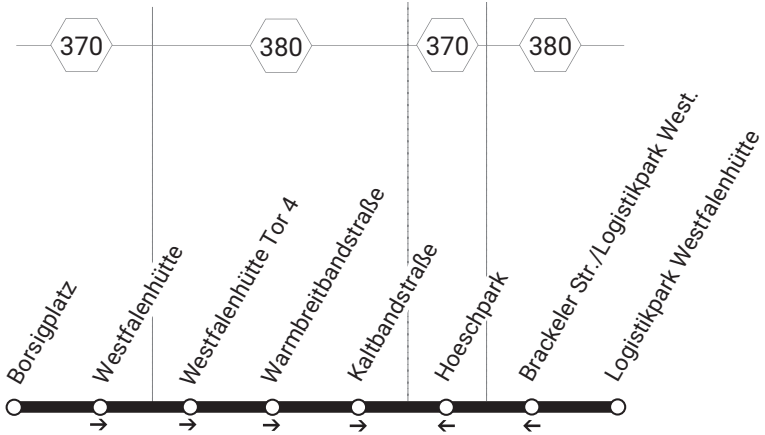 370
380
370
380
Borsigplatz
Westfalenhütte
Westfalenhütte Tor 4
Warmbreitbandstraße
Kaltbandstraße
Hoeschpark
Brackeler Str./Logistikpark West.
Logistikpark Westfalenhütte